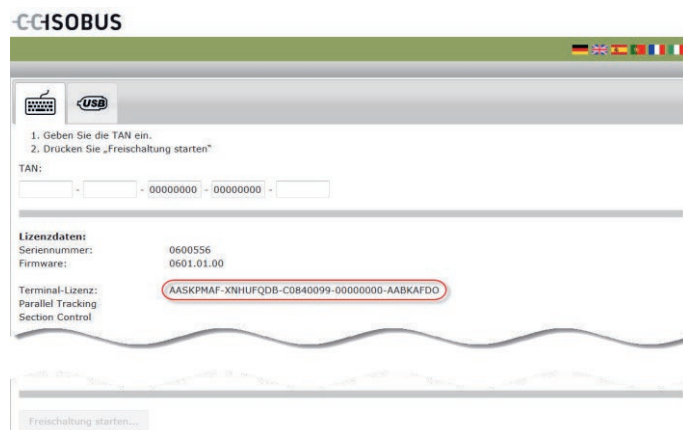 CCISOBUS
USB
1. Geben Sie die TAN ein.
2. Drücken Sie „Freischaltung starten"
TAN:
- - 00000000 - 00000000 -
Lizenzdaten:
Seriennummer: 0600556
Firmware: 0601.01.00
Terminal-Lizenz: AASKPMAF-XNHUFQDB-C0840099-00000000-AABKAFDO
Parallel Tracking
Section Control
Freischaltung starten...